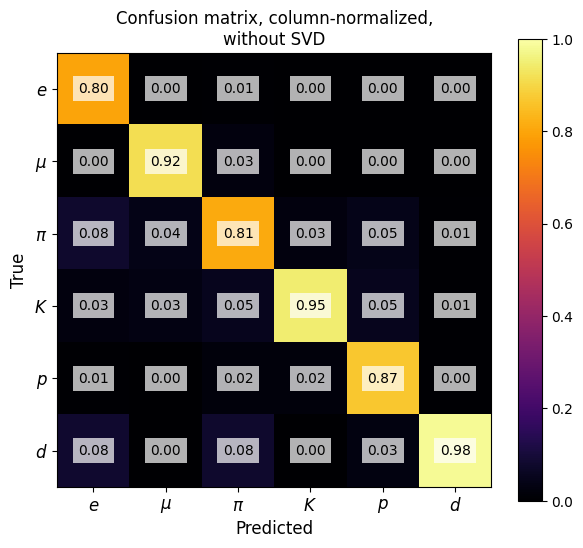 Confusion matrix, column-normalized,
without SVD
e 0.80 0.00 0.01 0.00 0.00 0.00
μ 0.00 0.92 0.03 0.00 0.00 0.00
π 0.08 0.04 0.81 0.03 0.05 0.01
K 0.03 0.03 0.05 0.95 0.05 0.01
p 0.01 0.00 0.02 0.02 0.87 0.00
d 0.08 0.00 0.08 0.00 0.03 0.98
e μ π K p d
Predicted
True
1.0
0.8
0.6
0.4
0.2
0.0